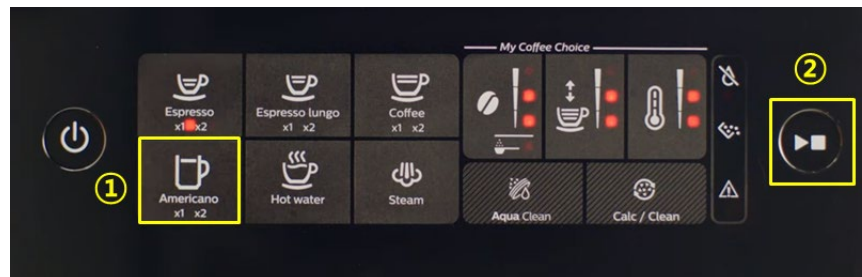 My Coffee Choice
②
Espresso
x1 x2
Espresso lungo
x1 x2
Coffee
x1 x2
①
Americano
x1 x2
Hot water
Steam
Aqua Clean
Calc / Clean